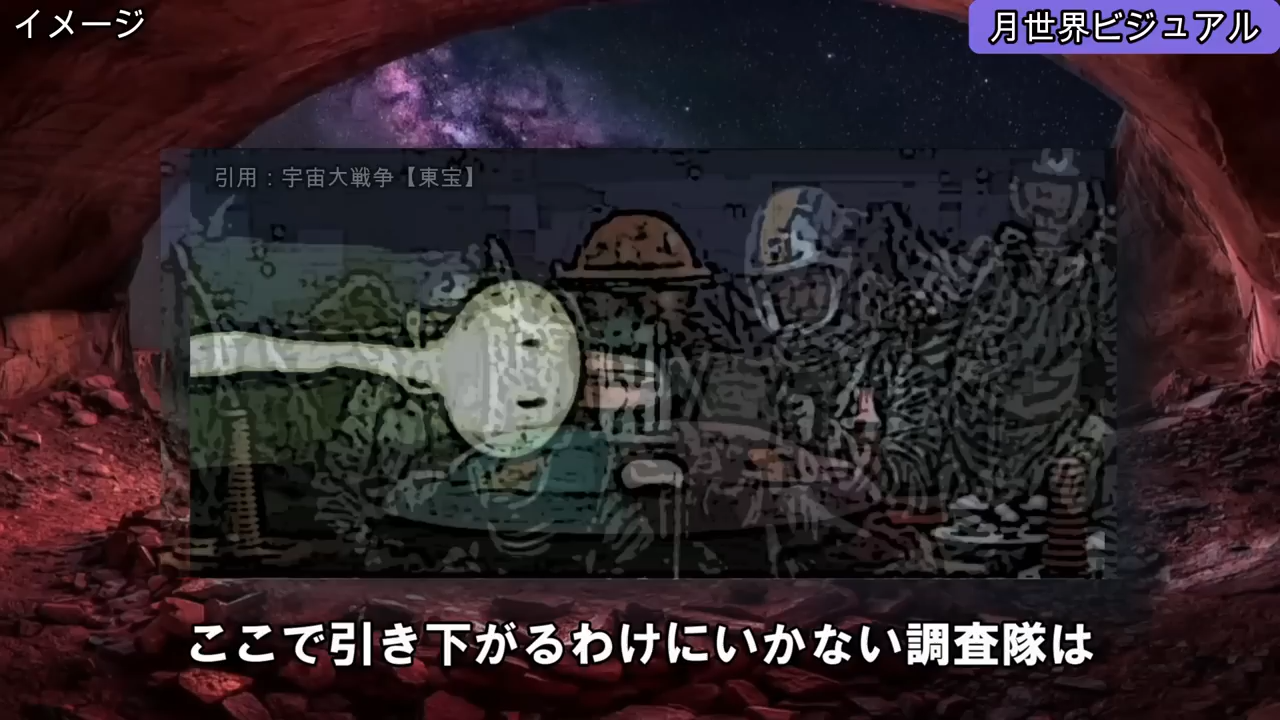 イメージ
月世界ビジュアル
引用：宇宙大戦争【東宝】
ここで引き下がるわけにいかない調査隊は